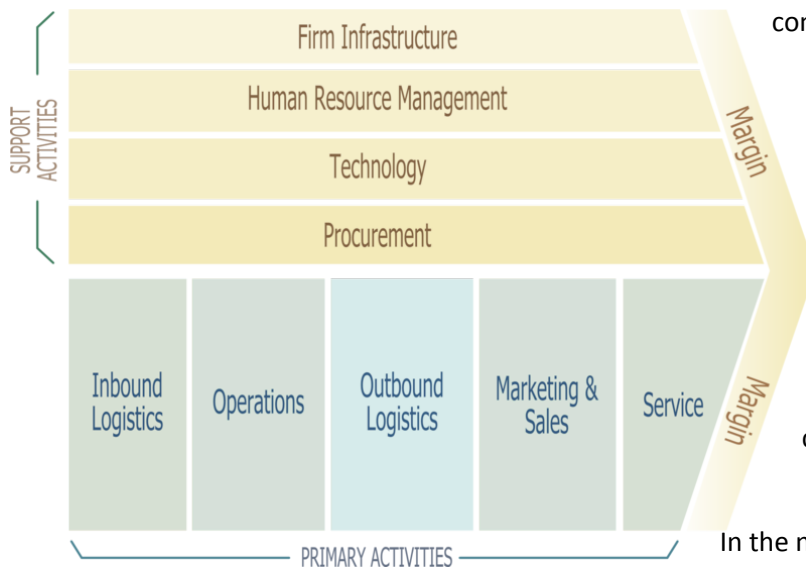 Firm Infrastructure
Human Resource Management
Technology
Procurement
SUPPORT
ACTIVITIES
Margin
Inbound
Logistics
Operations
Outbound
Logistics
Marketing &
Sales
Service
Margin
PRIMARY ACTIVITIES
In the